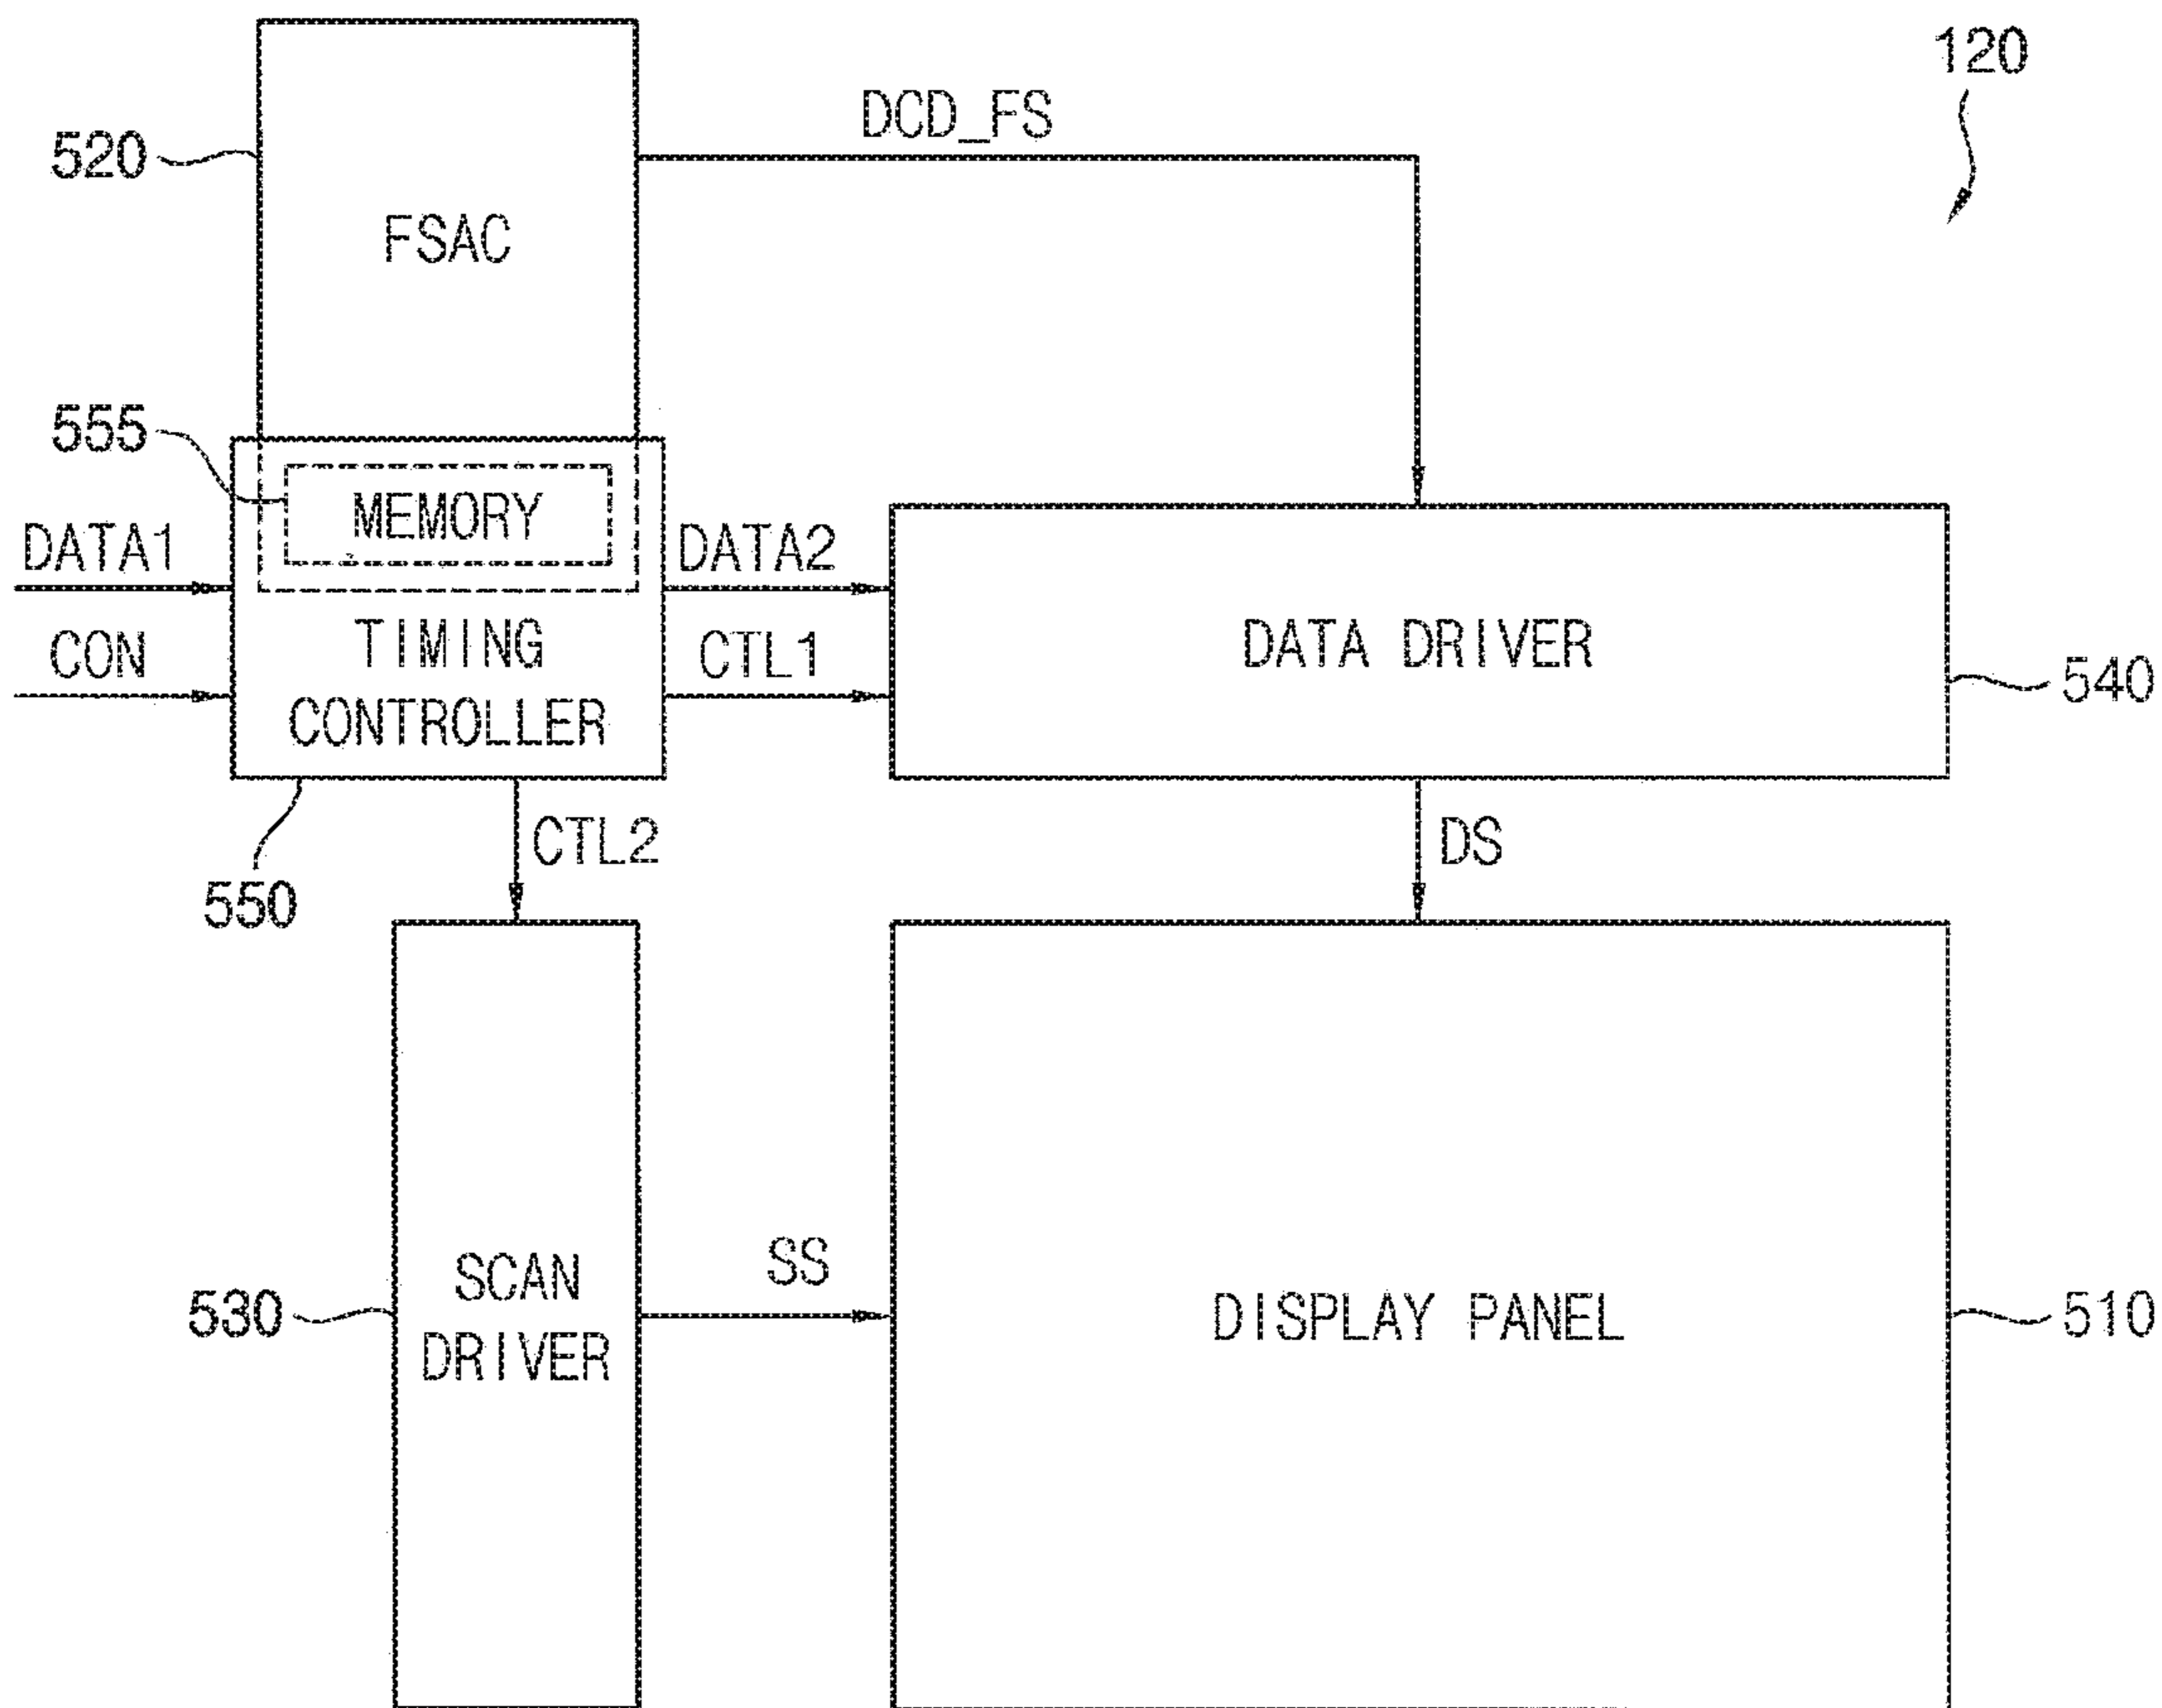 120
DCD_FS
520
FSAC
555
MEMORY
DATA1
DATA2
TIMING
CONTROLLER
CON
CTL1
DATA DRIVER
540
CTL2
DS
550
SCAN
DRIVER
530
SS
DISPLAY PANEL
510